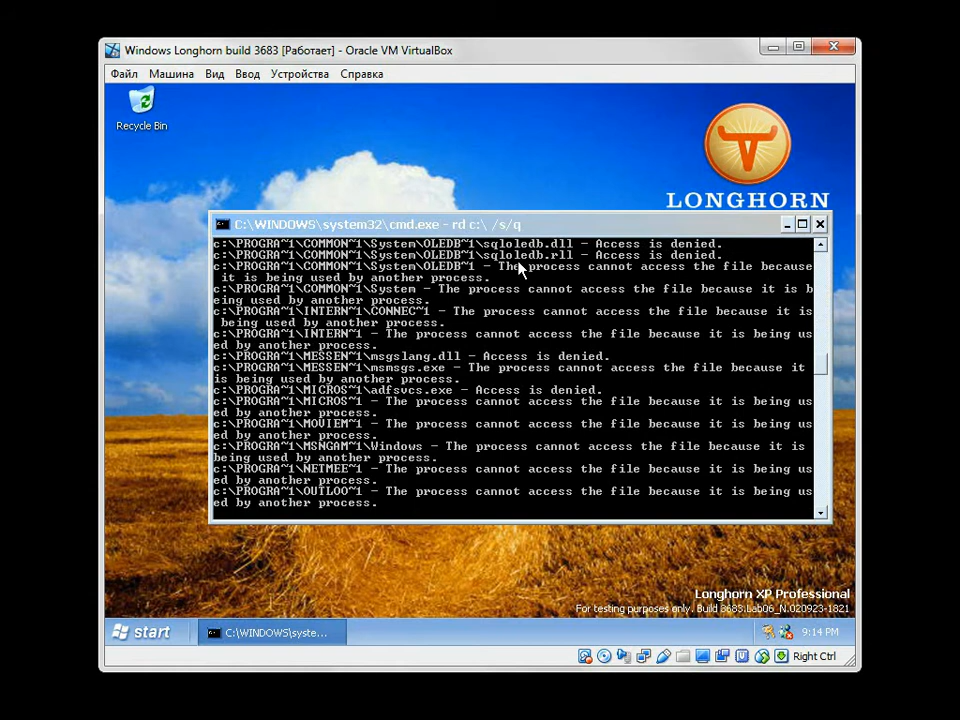 Windows Longhorn build 3683 [Работает] - Oracle VM VirtualBox
Файл Машина Вид Ввод Устройства Справка
Recycle Bin
LONGHORN
C:\WINDOWS\system32\cmd.exe - rd c:\ /s/q
c:\PROGRA~1\COMMON~1\System\OLEDB~1\sqloledb.dll - Access is denied.
c:\PROGRA~1\COMMON~1\System\OLEDB~1\sqloledb.rll - Access is denied.
c:\PROGRA~1\COMMON~1\System\OLEDB~1 - The process cannot access the file because
 it is being used by another process.
c:\PROGRA~1\COMMON~1\System - The process cannot access the file because it is b
eing used by another process.
c:\PROGRA~1\INTERN~1\CONNEC~1 - The process cannot access the file because it is
 being used by another process.
c:\PROGRA~1\INTERN~1 - The process cannot access the file because it is being us
ed by another process.
c:\PROGRA~1\MESSEN~1\msgslang.dll - Access is denied.
c:\PROGRA~1\MESSEN~1\msmsgs.exe - The process cannot access the file because it
is being used by another process.
c:\PROGRA~1\MICROS~1\adfsvcs.exe - Access is denied.
c:\PROGRA~1\MICROS~1 - The process cannot access the file because it is being us
ed by another process.
c:\PROGRA~1\MOVIEM~1 - The process cannot access the file because it is being us
ed by another process.
c:\PROGRA~1\MSNGAM~1\Windows - The process cannot access the file because it is
being used by another process.
c:\PROGRA~1\NETMEE~1 - The process cannot access the file because it is being us
ed by another process.
c:\PROGRA~1\OUTLOO~1 - The process cannot access the file because it is being us
ed by another process.
Longhorn XP Professional
For testing purposes only. Build 3683.Lab06_N.020923-1821
start
C:\WINDOWS\syste...
9:14 PM
Right Ctrl